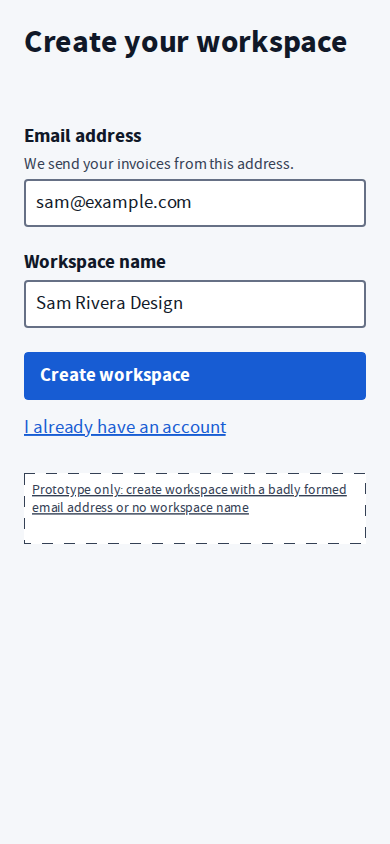 Create your workspace
Email address
We send your invoices from this address.
sam@example.com
Workspace name
Sam Rivera Design
Create workspace
I already have an account
Prototype only: create workspace with a badly formed
email address or no workspace name